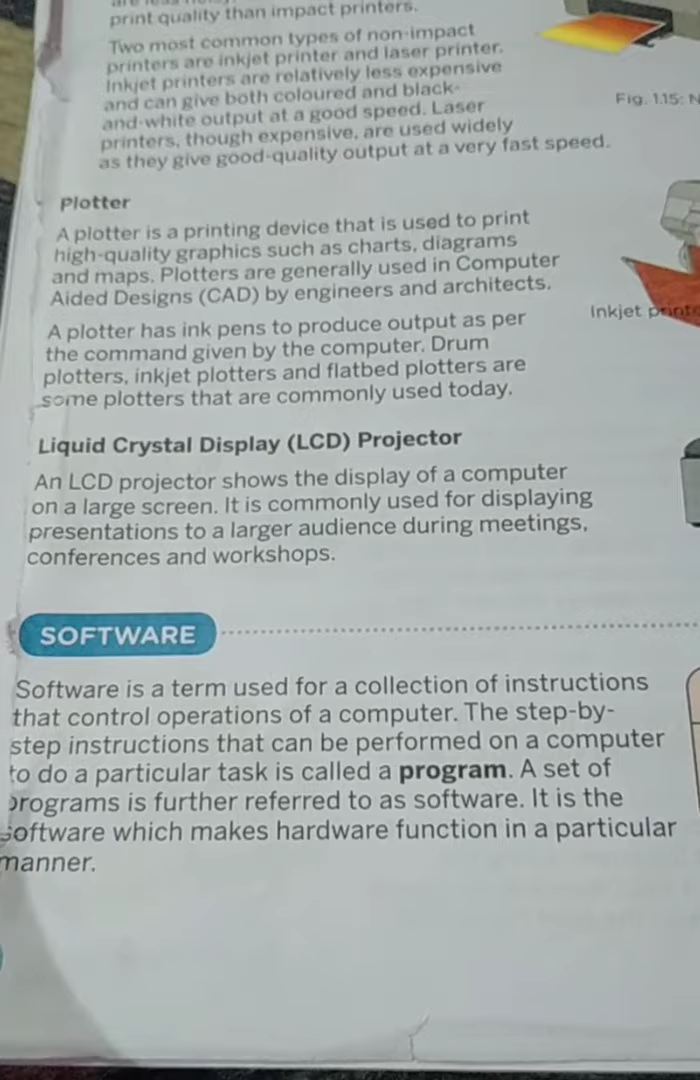 print quality than impact printers.
Two most common types of non-impact
printers are inkjet printer and laser printer.
Inkjet printers are relatively less expensive
and can give both coloured and black-
and-white output at a good speed. Laser
printers, though expensive, are used widely
as they give good-quality output at a very fast speed.
Fig. 1.15: N
Plotter
A plotter is a printing device that is used to print
high-quality graphics such as charts, diagrams
and maps. Plotters are generally used in Computer
Aided Designs (CAD) by engineers and architects.
A plotter has ink pens to produce output as per
the command given by the computer. Drum
plotters, inkjet plotters and flatbed plotters are
some plotters that are commonly used today.
Inkjet printe
Liquid Crystal Display (LCD) Projector
An LCD projector shows the display of a computer
on a large screen. It is commonly used for displaying
presentations to a larger audience during meetings,
conferences and workshops.
SOFTWARE
Software is a term used for a collection of instructions
that control operations of a computer. The step-by-
step instructions that can be performed on a computer
to do a particular task is called a program. A set of
programs is further referred to as software. It is the
software which makes hardware function in a particular
manner.